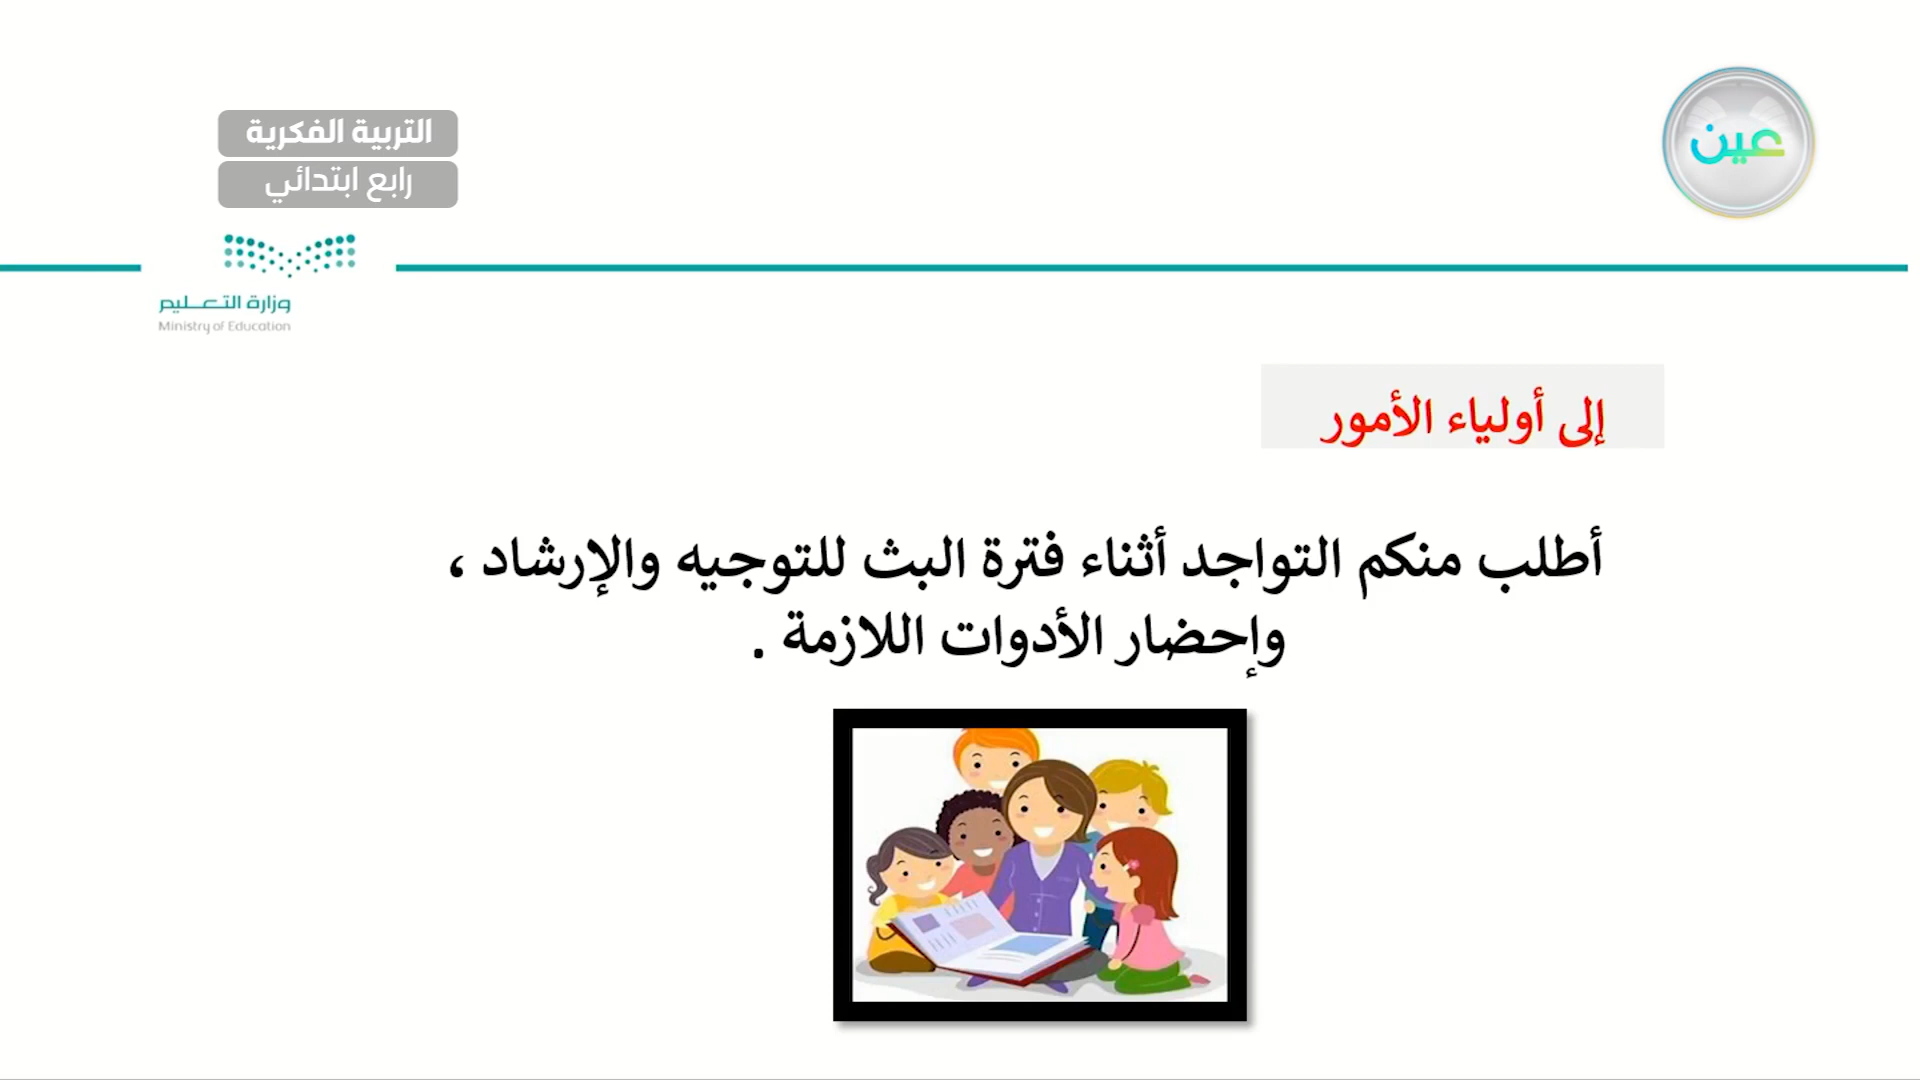 عين
التربية الفكرية
رابع ابتدائي
وزارة التعـــليم
Ministry of Education
إلى أولياء الأمور
أطلب منكم التواجد أثناء فترة البث للتوجيه والإرشاد ،
وإحضار الأدوات اللازمة .